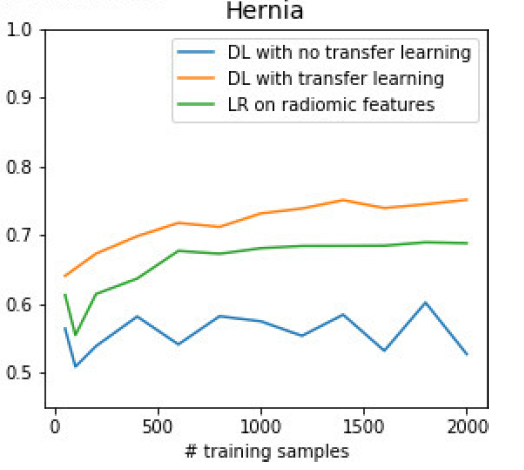 Hernia
DL with no transfer learning
DL with transfer learning
LR on radiomic features
1.0
0.9
0.8
0.7
0.6
0.5
0 500 1000 1500 2000
# training samples